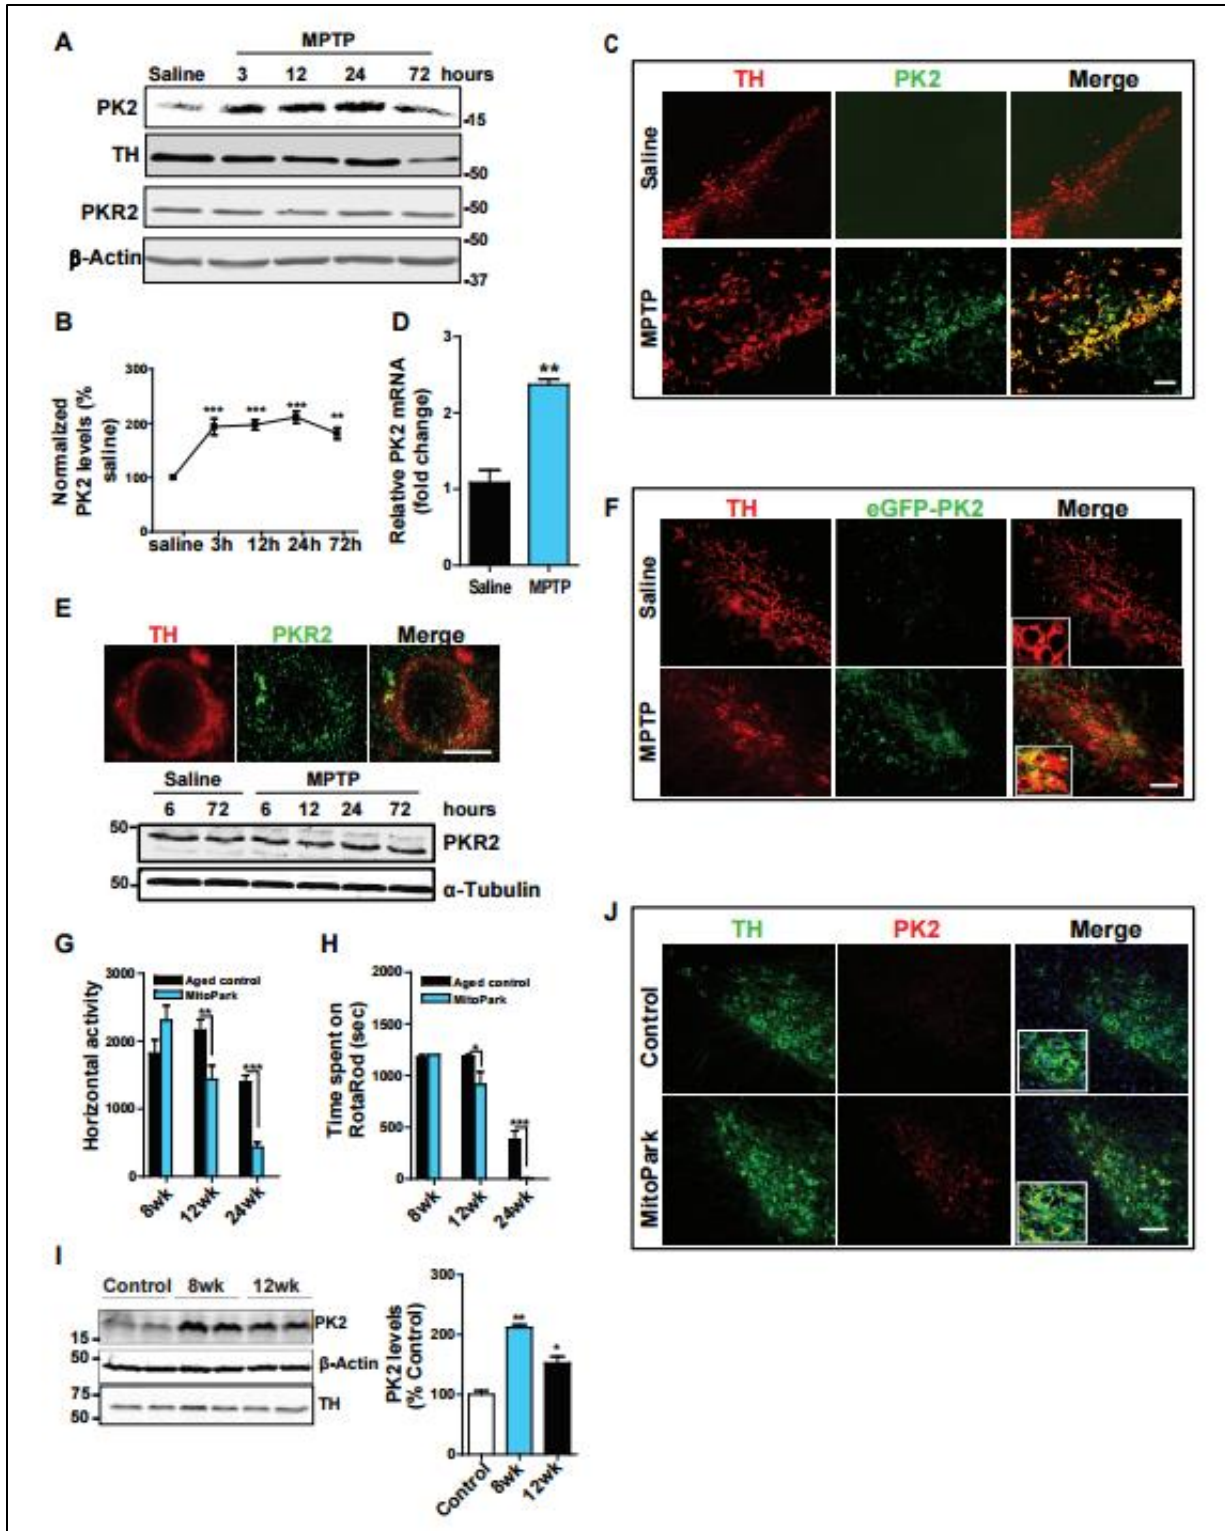 A
MPTP
Saline 3 12 24 72 hours
PK2
-15
TH
-50
PKR2
-50
β-Actin
-50
-37
B
Normalized
PK2 levels (%
saline)
300
200
100
0
*** *** *** **
saline 3h 12h 24h 72h
D
Relative PK2 mRNA
(fold change)
3
2
1
0
**
Saline MPTP
C
TH PK2 Merge
Saline
MPTP
E
TH PKR2 Merge
Saline MPTP
6 72 6 12 24 72 hours
50
PKR2
50
α-Tubulin
F
TH eGFP-PK2 Merge
Saline
MPTP
G
Horizontal activity
3000
2000
1000
0
Aged control
MitoPark
**
***
8wk 12wk 24wk
H
Time spent on
RotaRod (sec)
2000
1500
1000
500
0
Aged control
MitoPark
*
***
8wk 12wk 24wk
I
Control 8wk 12wk
PK2
15
50
β-Actin
75
TH
50
PK2 levels
(% Control)
300
200
100
0
**
*
Control 8wk 12wk
J
TH PK2 Merge
Control
MitoPark